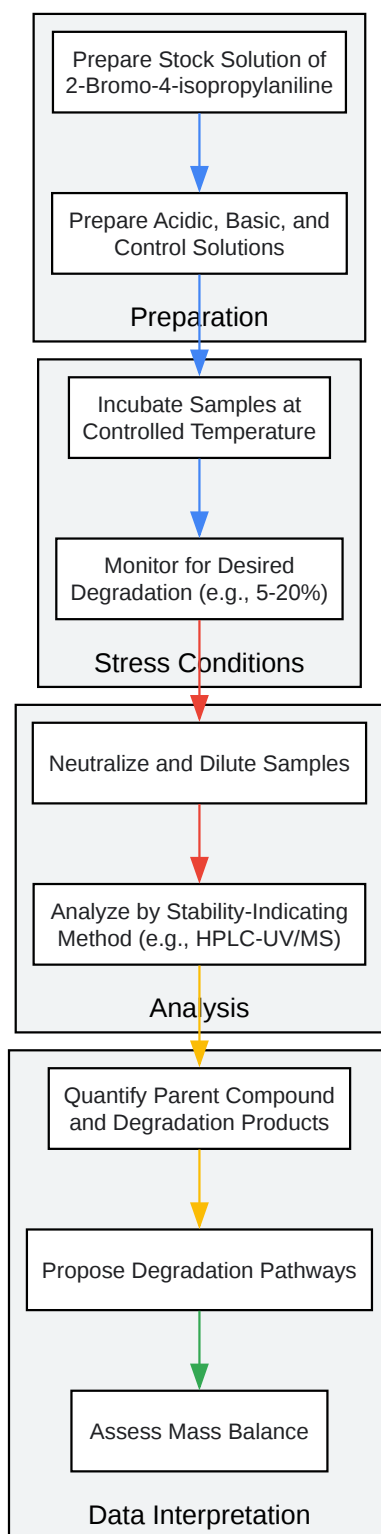 Prepare Stock Solution of
2-Bromo-4-isopropylaniline
Prepare Acidic, Basic, and
Control Solutions
Preparation
Incubate Samples at
Controlled Temperature
Monitor for Desired
Degradation (e.g., 5-20%)
Stress Conditions
Neutralize and Dilute Samples
Analyze by Stability-Indicating
Method (e.g., HPLC-UV/MS)
Analysis
Quantify Parent Compound
and Degradation Products
Propose Degradation Pathways
Assess Mass Balance
Data Interpretation